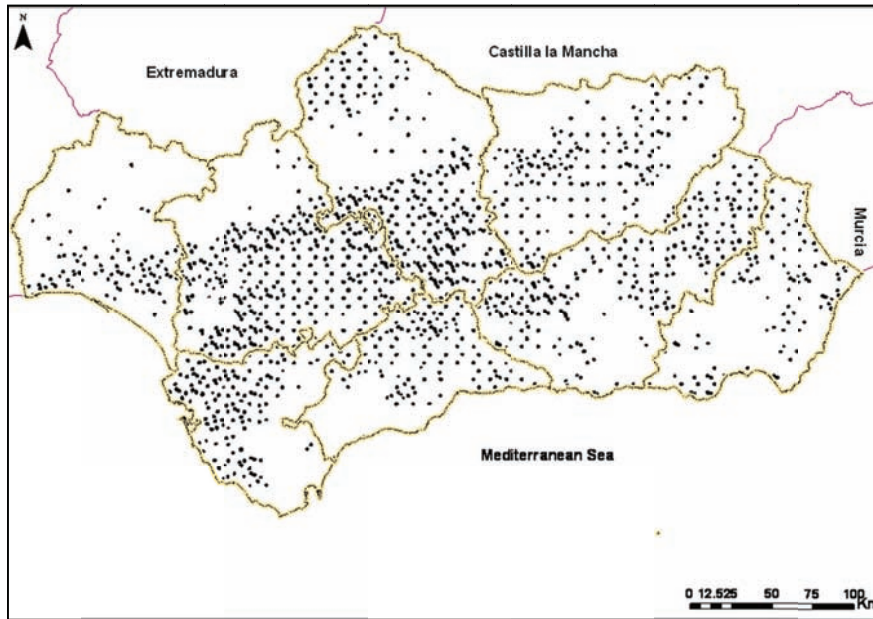 N
Castilla la Mancha
Extremadura
Murcia
Mediterranean Sea
0 12.525 50 75 100
Km